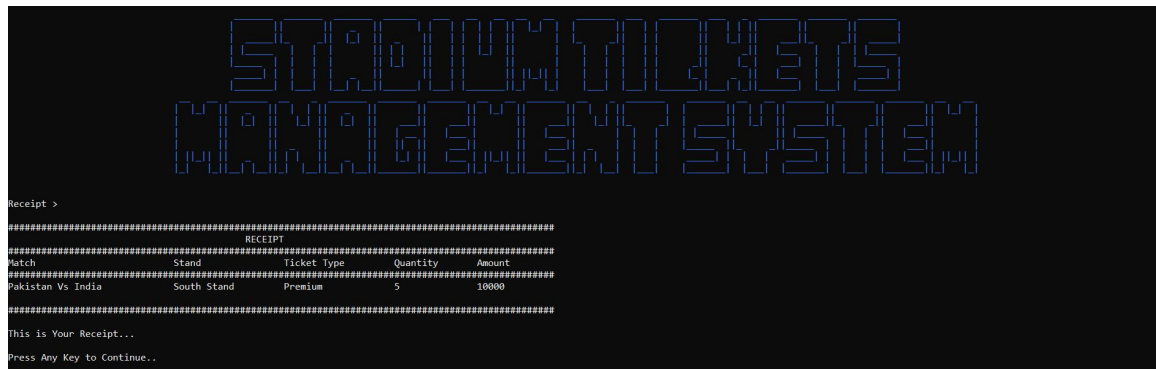 STADIUM TICKETS
MANAGEMENT SYSTEM
Receipt >
###################################################################################################
RECEIPT
###################################################################################################
Match Stand Ticket Type Quantity Amount
###################################################################################################
Pakistan Vs India South Stand Premium 5 10000
###################################################################################################
This is Your Receipt...
Press Any Key to Continue..